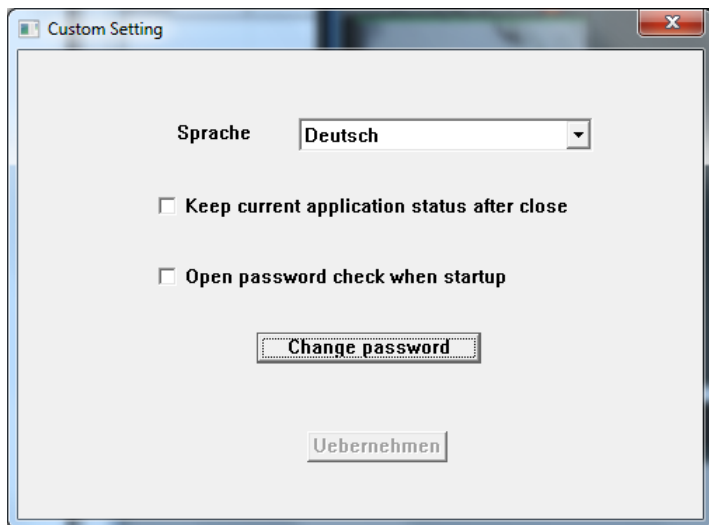 Custom Setting
Sprache
Deutsch
Keep current application status after close
Open password check when startup
Change password
Uebernehmen